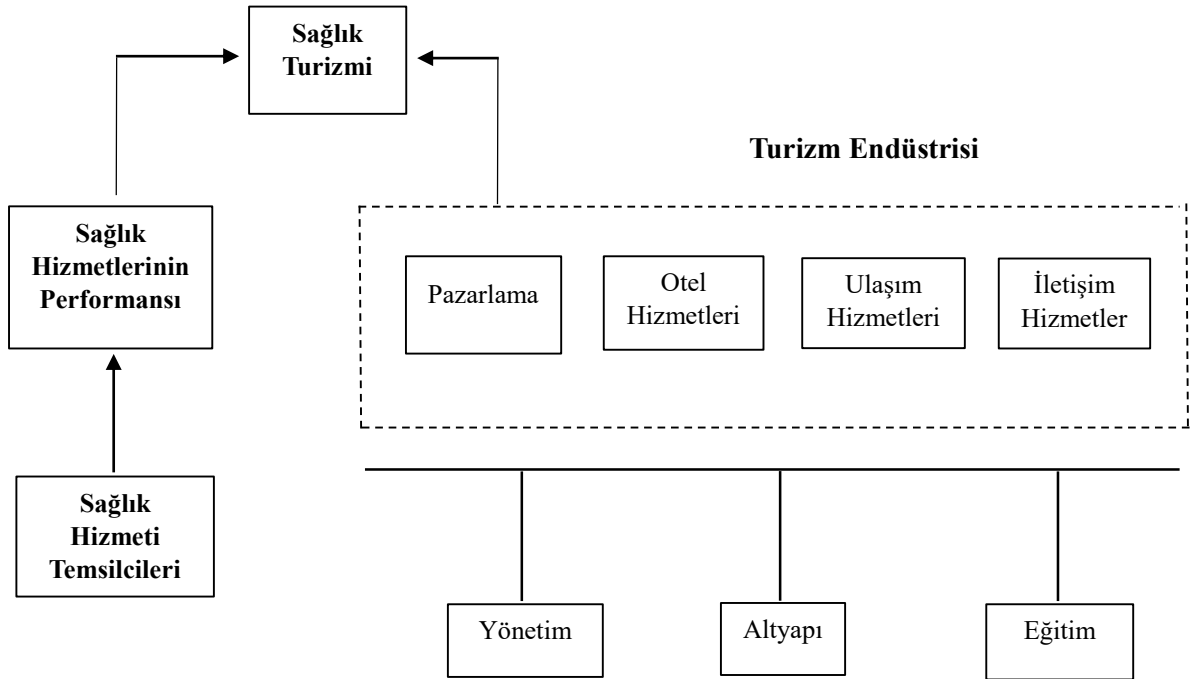 Sağlık
Turizmi
Turizm Endüstrisi
Sağlık
Hizmetlerinin
Performansı
Pazarlama
Otel
Hizmetleri
Ulaşım
Hizmetleri
İletişim
Hizmetler
Sağlık
Hizmeti
Temsilcileri
Yönetim
Altyapı
Eğitim